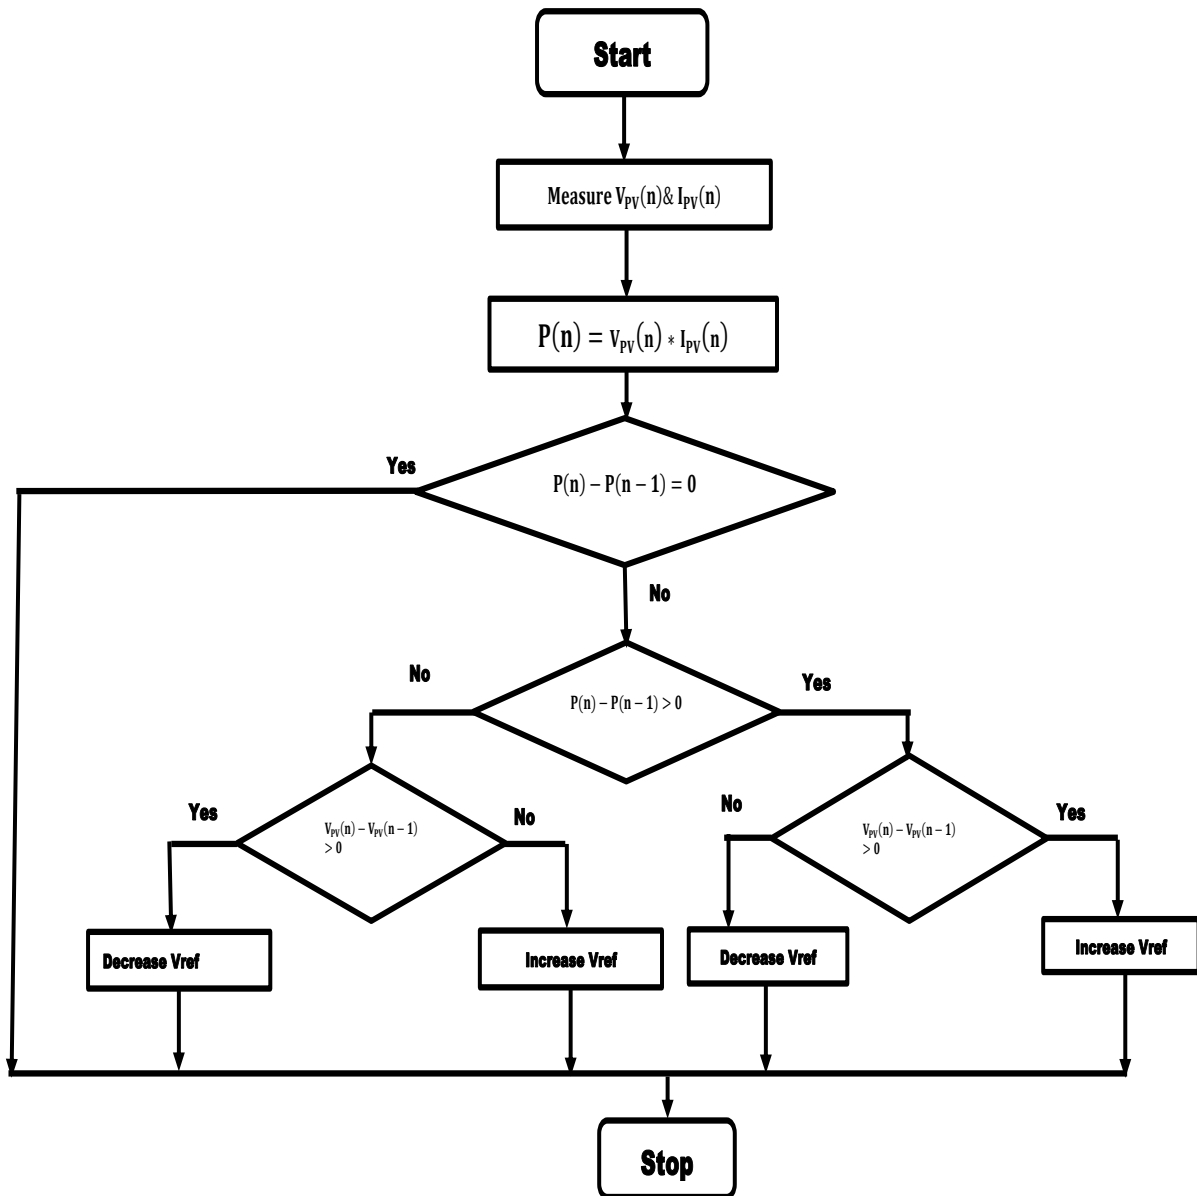 Start
Measure V_PV(n)& I_PV(n)
P(n) = V_PV(n) * I_PV(n)
Yes
P(n) – P(n – 1) = 0
No
No
Yes
P(n) – P(n – 1) > 0
Yes
V_PV(n) – V_PV(n – 1)
> 0
No
No
V_PV(n) – V_PV(n – 1)
> 0
Yes
Decrease Vref
Increase Vref
Decrease Vref
Increase Vref
Stop